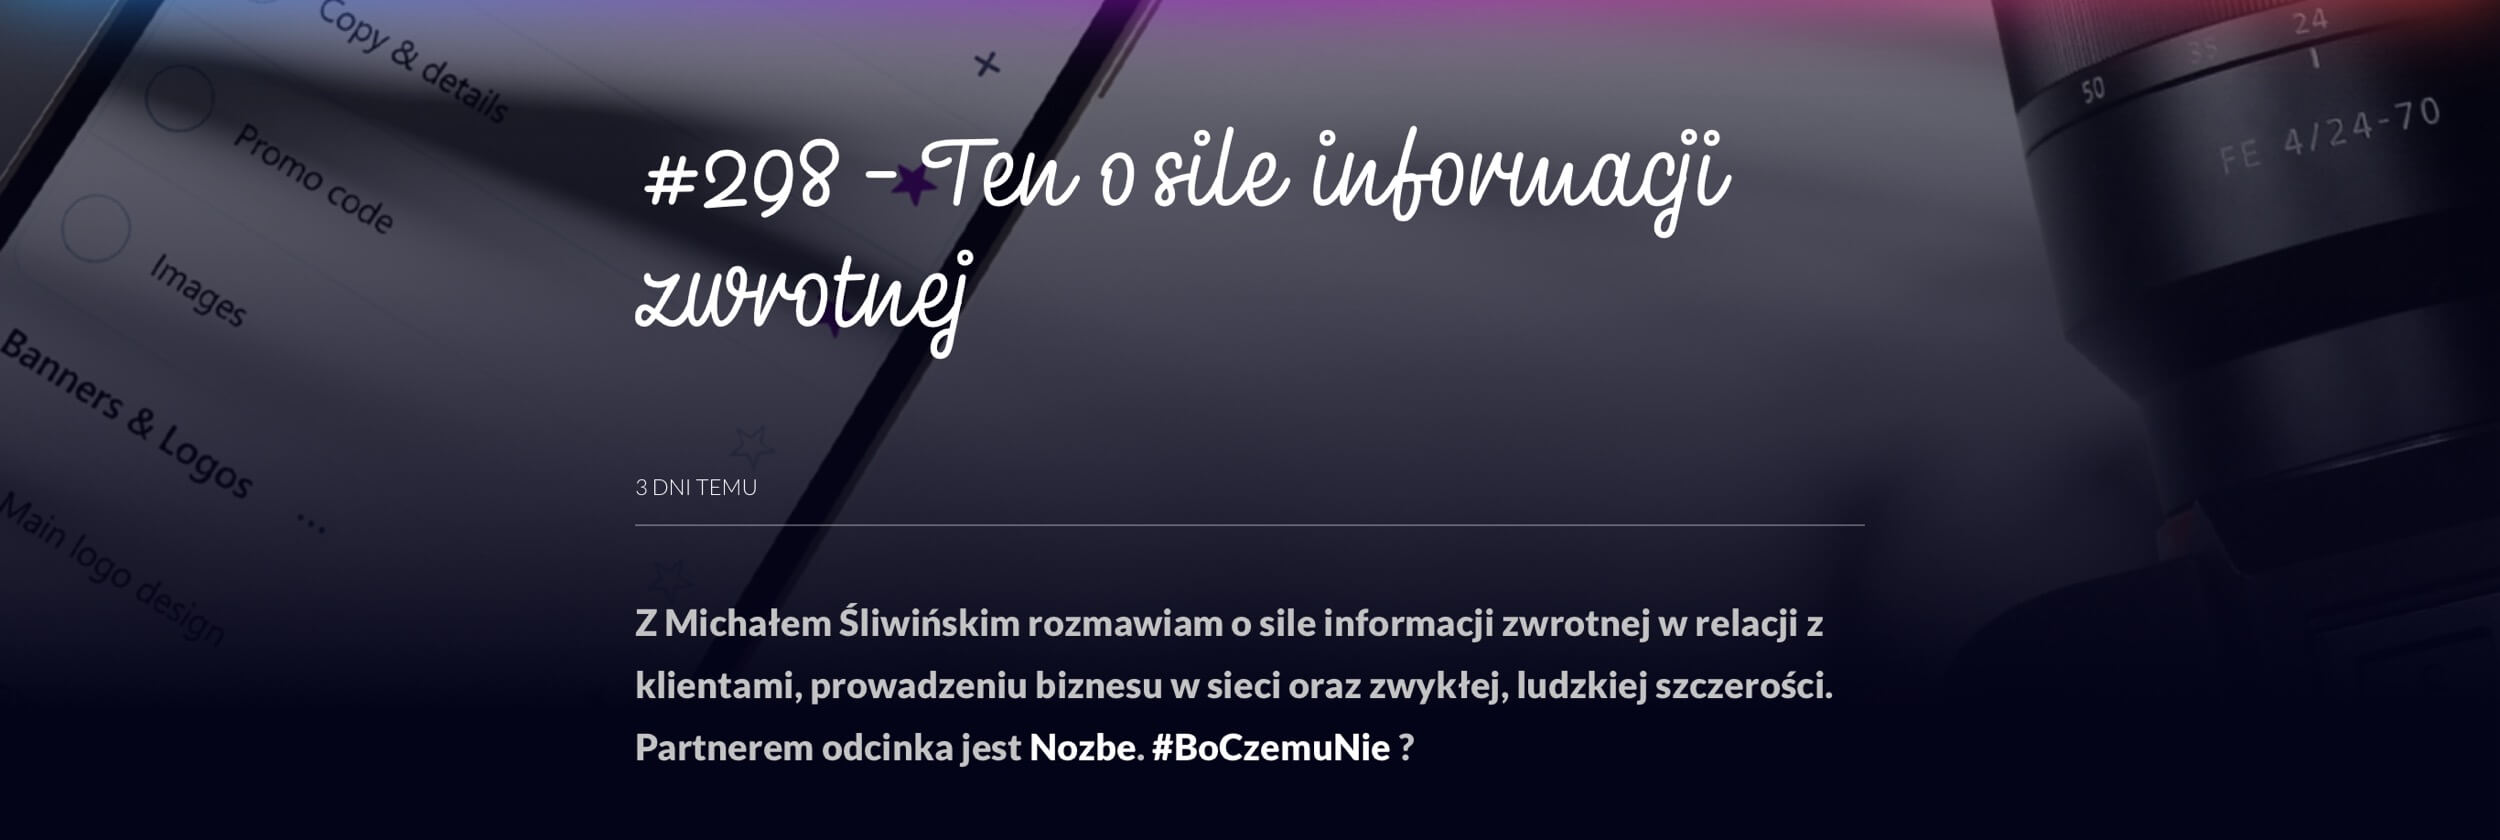 Copy & details
Promo code
Images
Banners & Logos
...
Main logo design
24
35
50
FE 4/24-70
#298 – Ten o sile informacji
zwrotnej
3 DNI TEMU
Z Michałem Śliwińskim rozmawiam o sile informacji zwrotnej w relacji z
klientami, prowadzeniu biznesu w sieci oraz zwykłej, ludzkiej szczerości.
Partnerem odcinka jest Nozbe. #BoCzemuNie ?